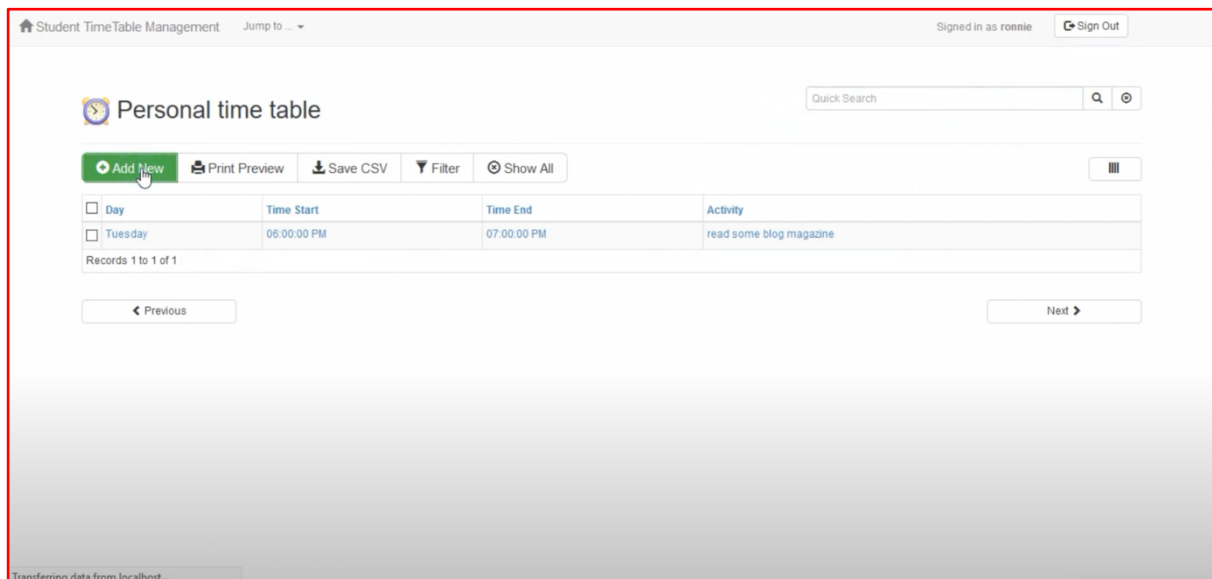 Student TimeTable Management Jump to ... Signed in as ronnie Sign Out
Personal time table
Quick Search
Add New Print Preview Save CSV Filter Show All
Day Time Start Time End Activity
Tuesday 06:00:00 PM 07:00:00 PM read some blog magazine
Records 1 to 1 of 1
Previous Next
Transferring data from localhost...